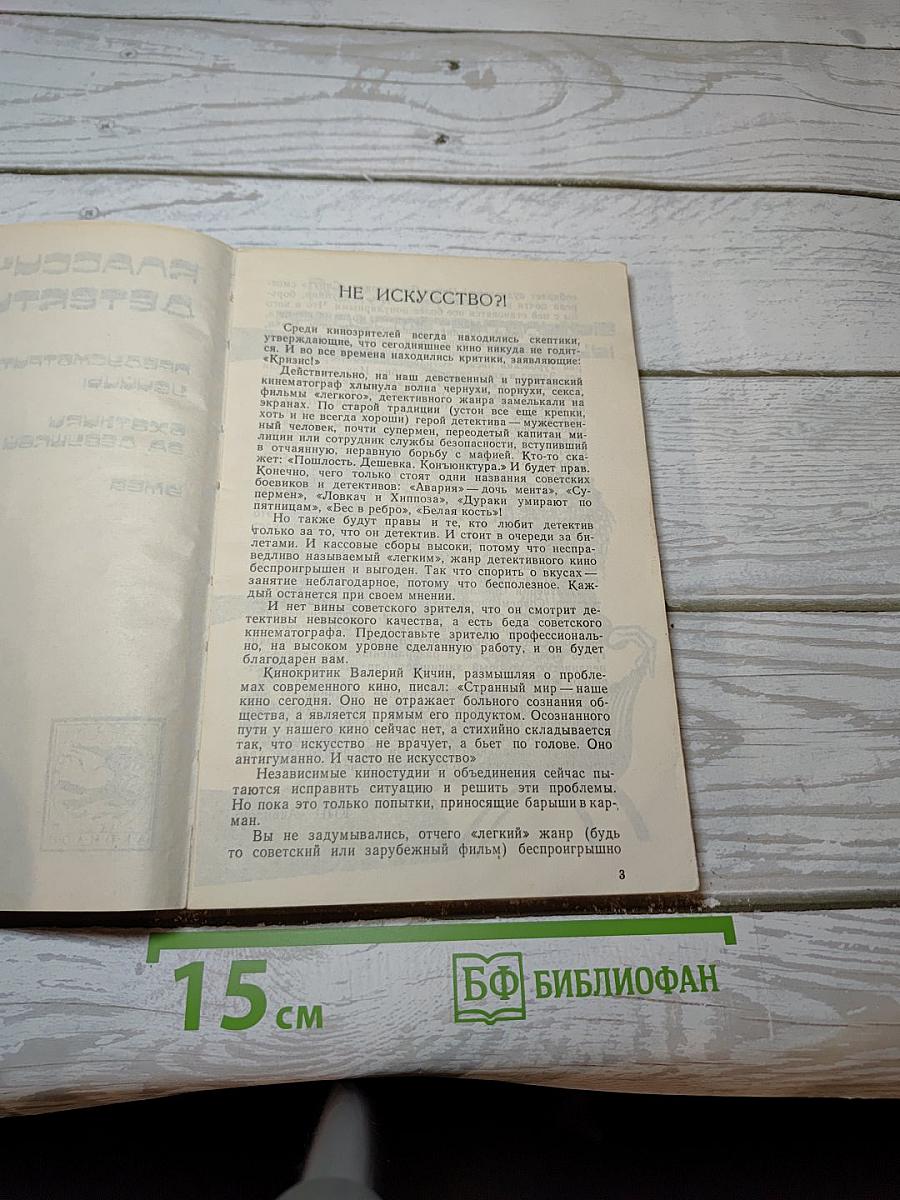 НЕ ИСКУССТВО?!
Среди кинозрителей всегда находились скептики,
утверждающие, что сегодняшнее кино никуда не годит-
ся. И во все времена находились критики, заявляющие:
«Кризис!»
Действительно, на наш девственный и пуританский
кинематограф хлынула волна чернухи, порнухи, секса,
фильмы «легкого», детективного жанра замелькали на
экранах. По старой традиции (устои все еще крепки,
хоть и не всегда хороши) герой детектива — мужествен-
ный человек, почти супермен, переодетый капитан ми-
лиции или сотрудник службы безопасности, вступивший
в отчаянную, неравную борьбу с мафией. Кто-то ска-
жет: «Пошлость. Дешевка. Конъюнктура.» И будет прав.
Конечно, чего только стоят одни названия советских
боевиков и детективов: «Авария» — дочь мента», «Су-
пермен», «Ловкач и Хиппоза», «Дураки умирают по
пятницам», «Бес в ребро», «Белая кость»!
Но также будут правы и те, кто любит детектив
только за то, что он детектив. И стоит в очереди за би-
летами. И кассовые сборы высоки, потому что неспра-
ведливо называемый «легким», жанр детективного кино
беспроигрышен и выгоден. Так что спорить о вкусах —
занятие неблагодарное, потому что бесполезное. Каж-
дый останется при своем мнении.
И нет вины советского зрителя, что он смотрит де-
тективы невысокого качества, а есть беда советского
кинематографа. Предоставьте зрителю профессиональ-
но, на высоком уровне сделанную работу, и он будет
благодарен вам.
Кинокритик Валерий Кичин, размышляя о пробле-
мах современного кино, писал: «Странный мир — наше
кино сегодня. Оно не отражает больного сознания об-
щества, а является прямым его продуктом. Осознанного
пути у нашего кино сейчас нет, а стихийно складывается
так, что искусство не врачует, а бьет по голове. Оно
антигуманно. И часто не искусство»
Независимые киностудии и объединения сейчас пы-
таются исправить ситуацию и решить эти проблемы.
Но пока это только попытки, приносящие барыши в кар-
ман.
Вы не задумывались, отчего «легкий» жанр (будь
то советский или зарубежный фильм) беспроигрышно
3
15 см
БФ БИБЛИОФАН